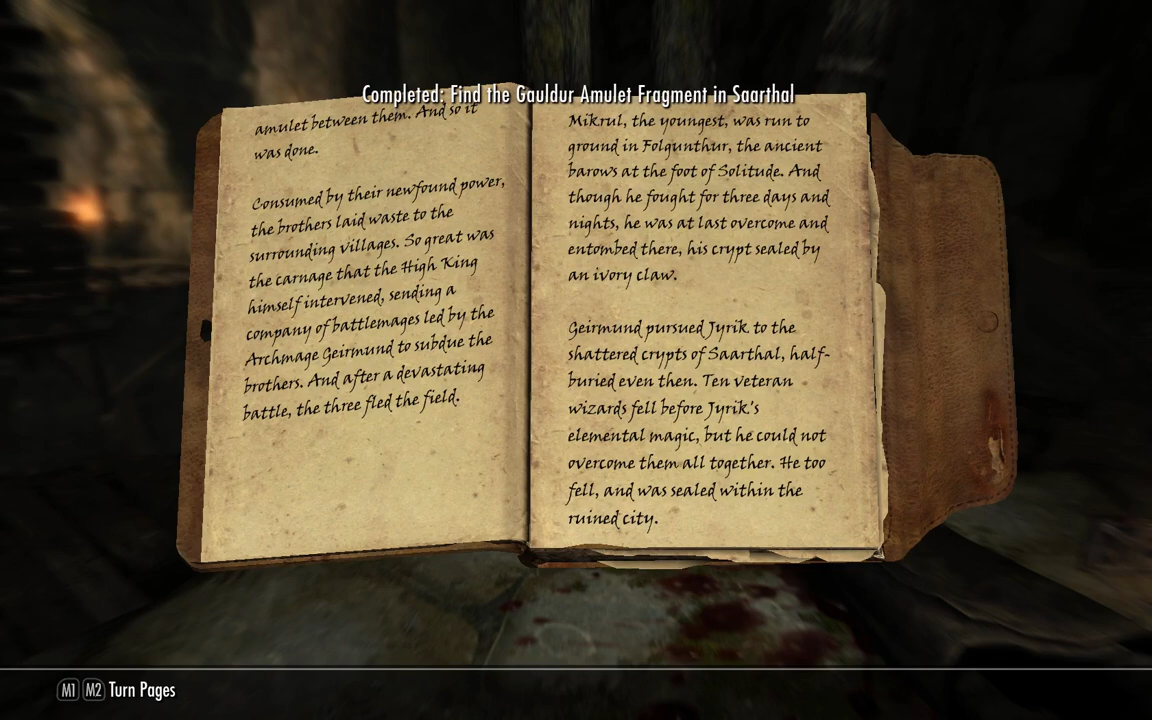 Completed: Find the Gauldur Amulet Fragment in Saarthal
amulet between them. And so it
was done.
Consumed by their newfound power,
the brothers laid waste to the
surrounding villages. So great was
the carnage that the High King
himself intervened, sending a
company of battlemages led by the
Archmage Geirmund to subdue the
brothers. And after a devastating
battle, the three fled the field.
Mikrul, the youngest, was run to
ground in Folgunthur, the ancient
barows at the foot of Solitude. And
though he fought for three days and
nights, he was at last overcome and
entombed there, his crypt sealed by
an ivory claw.
Geirmund pursued Jyrik to the
shattered crypts of Saarthal, half-
buried even then. Ten veteran
wizards fell before Jyrik's
elemental magic, but he could not
overcome them all together. He too
fell, and was sealed within the
ruined city.
M1 M2 Turn Pages